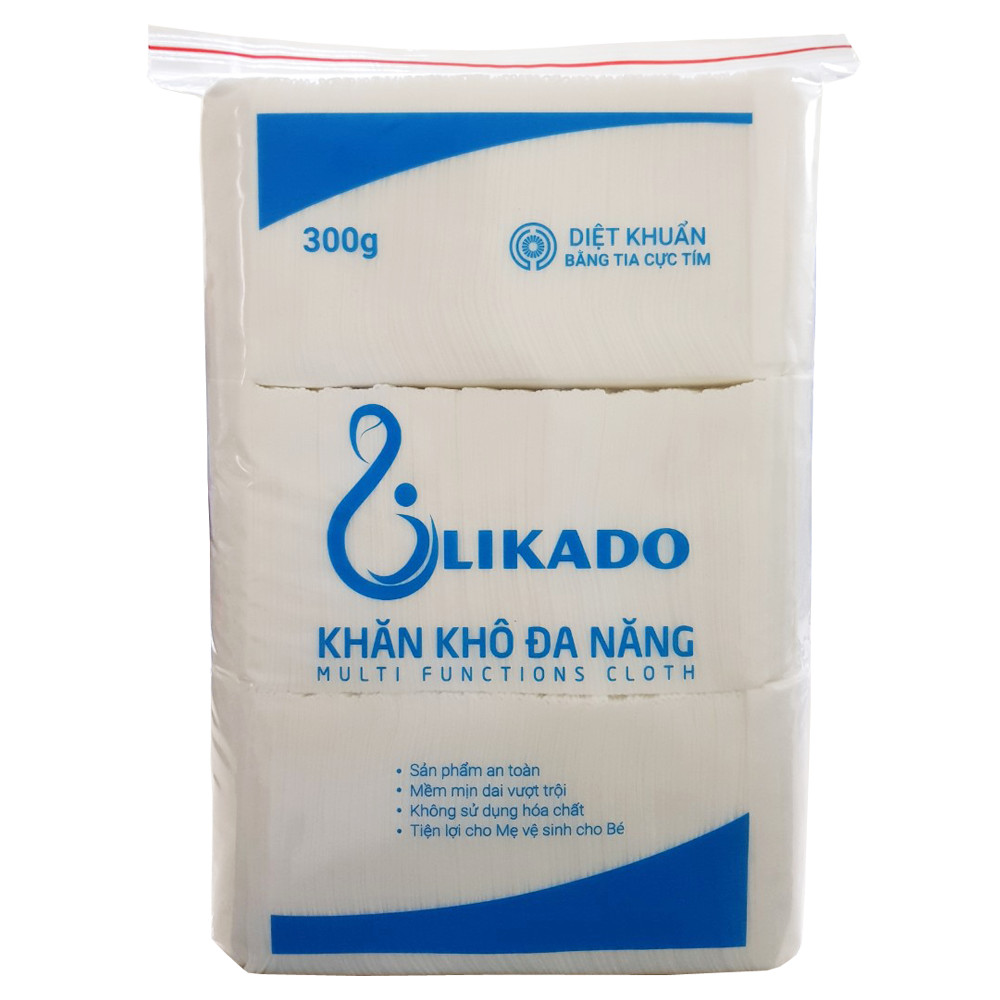 300g
DIỆT KHUẨN
BẰNG TIA CỰC TÍM
LIKADO
KHĂN KHÔ ĐA NĂNG
MULTI FUNCTIONS CLOTH
• Sản phẩm an toàn
• Mềm mịn dai vượt trội
• Không sử dụng hóa chất
• Tiện lợi cho Mẹ vệ sinh cho Bé